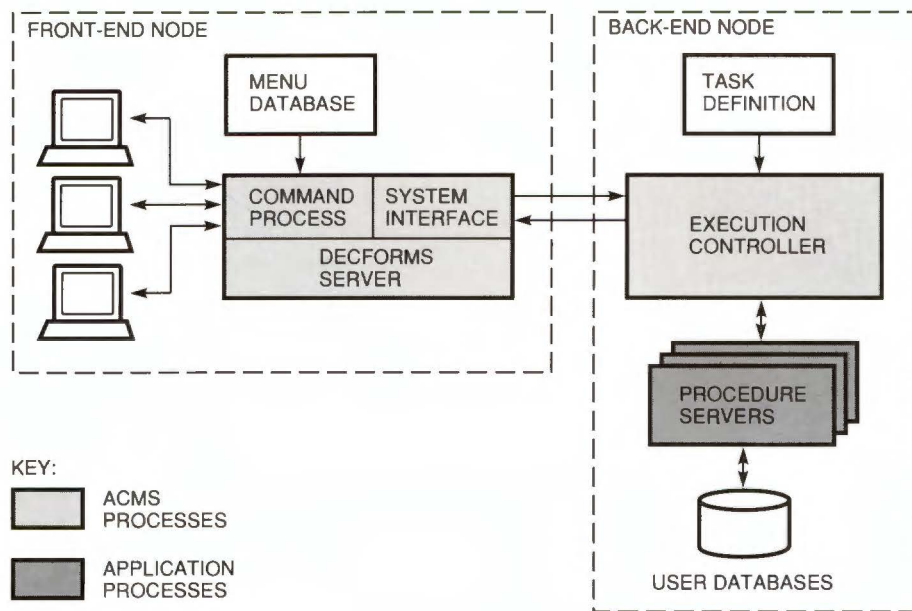 FRONT-END NODE
MENU
DATABASE
COMMAND
PROCESS
SYSTEM
INTERFACE
DECFORMS
SERVER
BACK-END NODE
TASK
DEFINITION
EXECUTION
CONTROLLER
PROCEDURE
SERVERS
USER DATABASES
KEY:
ACMS
PROCESSES
APPLICATION
PROCESSES